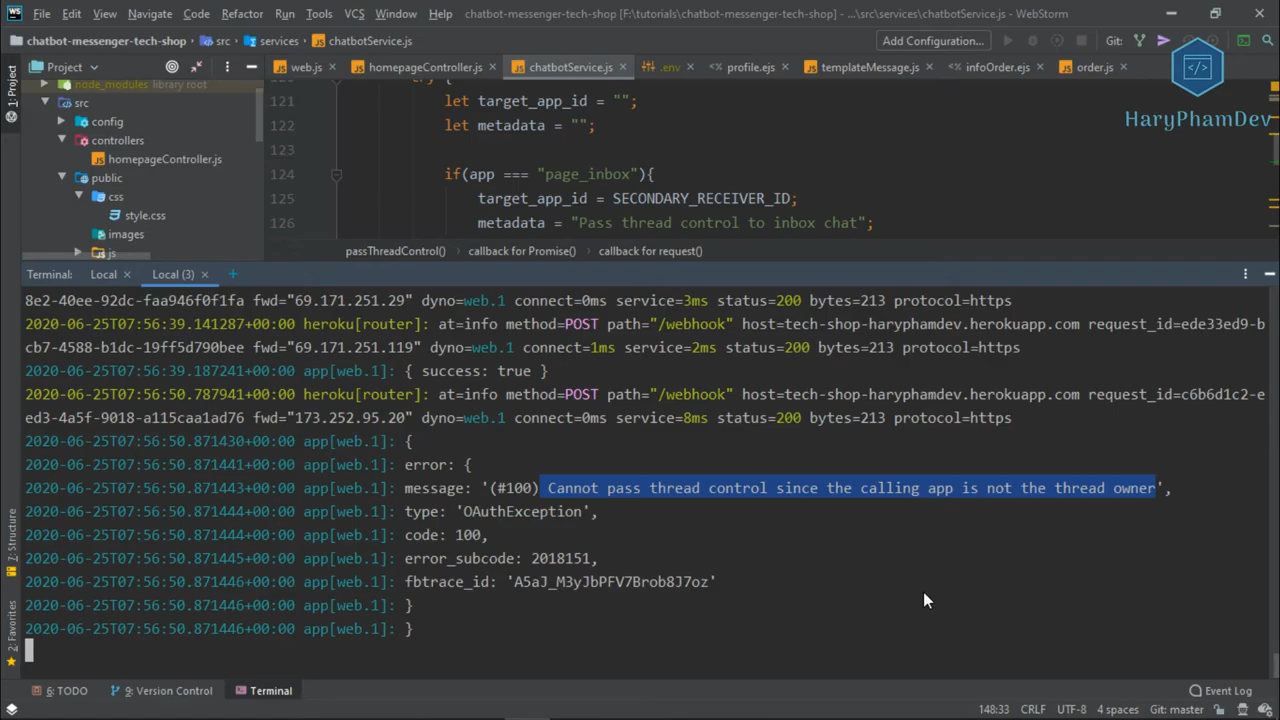 File Edit View Navigate Code Refactor Run Tools VCS Window Help chatbot-messenger-tech-shop [F:\tutorials\chatbot-messenger-tech-shop] - ...\src\services\chatbotService.js - WebStorm
chatbot-messenger-tech-shop src services chatbotService.js Add Configuration... Git:
Project web.js homepageController.js chatbotService.js .env profile.ejs templateMessage.js infoOrder.ejs order.js
HaryPhamDev
1: Project
node_modules library root
src
config
controllers
homepageController.js
public
css
style.css
images
js
try {
121 let target_app_id = "";
122 let metadata = "";
123
124 if(app === "page_inbox"){
125 target_app_id = SECONDARY_RECEIVER_ID;
126 metadata = "Pass thread control to inbox chat";
passThreadControl() callback for Promise() callback for request()
Terminal: Local Local (3)
8e2-40ee-92dc-faa946f0f1fa fwd="69.171.251.29" dyno=web.1 connect=0ms service=3ms status=200 bytes=213 protocol=https
2020-06-25T07:56:39.141287+00:00 heroku[router]: at=info method=POST path="/webhook" host=tech-shop-haryphamdev.herokuapp.com request_id=ede33ed9-b
cb7-4588-b1dc-19ff5d790bee fwd="69.171.251.119" dyno=web.1 connect=1ms service=2ms status=200 bytes=213 protocol=https
2020-06-25T07:56:39.187241+00:00 app[web.1]: { success: true }
2020-06-25T07:56:50.787941+00:00 heroku[router]: at=info method=POST path="/webhook" host=tech-shop-haryphamdev.herokuapp.com request_id=c6b6d1c2-e
ed3-4a5f-9018-a115caa1ad76 fwd="173.252.95.20" dyno=web.1 connect=0ms service=8ms status=200 bytes=213 protocol=https
2020-06-25T07:56:50.871430+00:00 app[web.1]: {
2020-06-25T07:56:50.871441+00:00 app[web.1]: error: {
2020-06-25T07:56:50.871443+00:00 app[web.1]: message: '(#100) Cannot pass thread control since the calling app is not the thread owner',
2020-06-25T07:56:50.871444+00:00 app[web.1]: type: 'OAuthException',
2020-06-25T07:56:50.871444+00:00 app[web.1]: code: 100,
2020-06-25T07:56:50.871445+00:00 app[web.1]: error_subcode: 2018151,
2020-06-25T07:56:50.871445+00:00 app[web.1]: fbtrace_id: 'A5aJ_M3yJbPFV7Brob8J7oz'
2020-06-25T07:56:50.871446+00:00 app[web.1]: }
2020-06-25T07:56:50.871446+00:00 app[web.1]: }
7: Structure
2: Favorites
6: TODO 9: Version Control Terminal Event Log
148:33 CRLF UTF-8 4 spaces Git: master